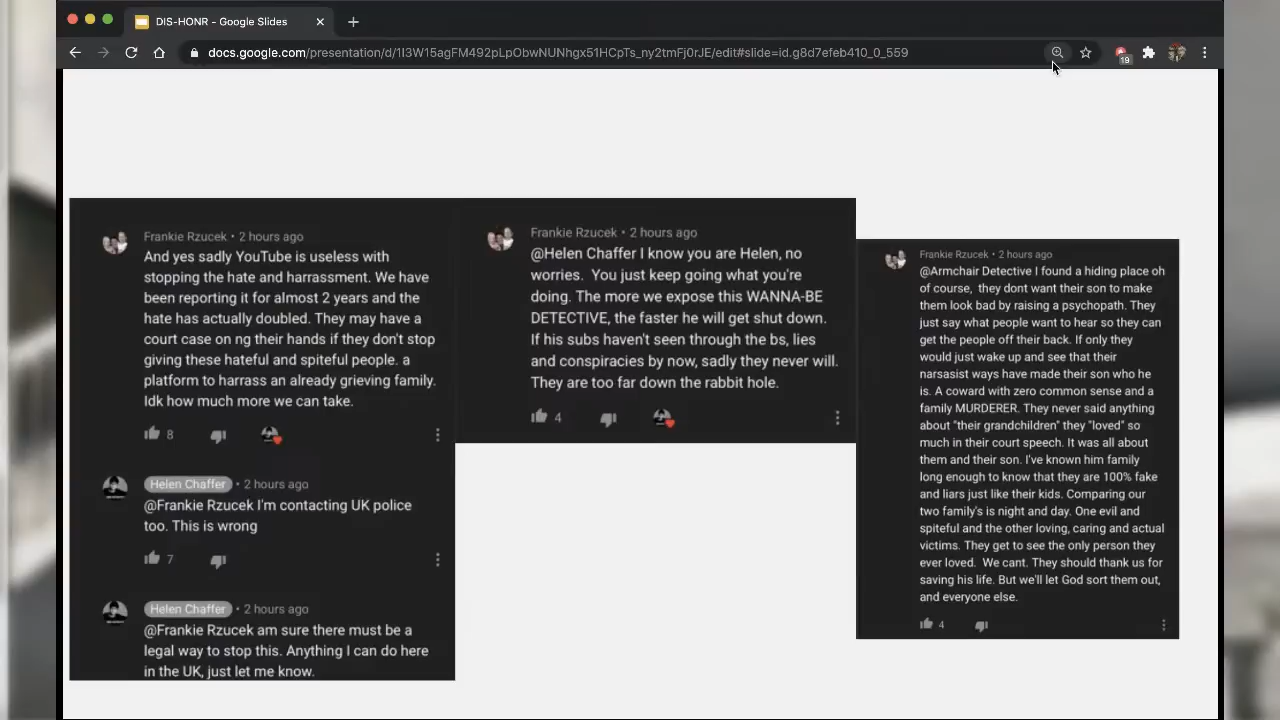 DIS-HONR - Google Slides
docs.google.com/presentation/d/1I3W15agFM492pLpObwNUNhgx51HCpTs_ny2tmFj0rJE/edit#slide=id.g8d7efeb410_0_559
19
Frankie Rzucek • 2 hours ago
And yes sadly YouTube is useless with
stopping the hate and harrassment. We have
been reporting it for almost 2 years and the
hate has actually doubled. They may have a
court case on ng their hands if they don't stop
giving these hateful and spiteful people. a
platform to harrass an already grieving family.
Idk how much more we can take.
8
Helen Chaffer • 2 hours ago
@Frankie Rzucek I'm contacting UK police
too. This is wrong
7
Helen Chaffer • 2 hours ago
@Frankie Rzucek am sure there must be a
legal way to stop this. Anything I can do here
in the UK, just let me know.
Frankie Rzucek • 2 hours ago
@Helen Chaffer I know you are Helen, no
worries. You just keep going what you're
doing. The more we expose this WANNA-BE
DETECTIVE, the faster he will get shut down.
If his subs haven't seen through the bs, lies
and conspiracies by now, sadly they never will.
They are too far down the rabbit hole.
4
Frankie Rzucek • 2 hours ago
@Armchair Detective I found a hiding place oh
of course, they dont want their son to make
them look bad by raising a psychopath. They
just say what people want to hear so they can
get the people off their back. If only they
would just wake up and see that their
narsasist ways have made their son who he
is. A coward with zero common sense and a
family MURDERER. They never said anything
about "their grandchildren" they "loved" so
much in their court speech. It was all about
them and their son. I've known him family
long enough to know that they are 100% fake
and liars just like their kids. Comparing our
two family's is night and day. One evil and
spiteful and the other loving, caring and actual
victims. They get to see the only person they
ever loved. We cant. They should thank us for
saving his life. But we'll let God sort them out,
and everyone else.
4